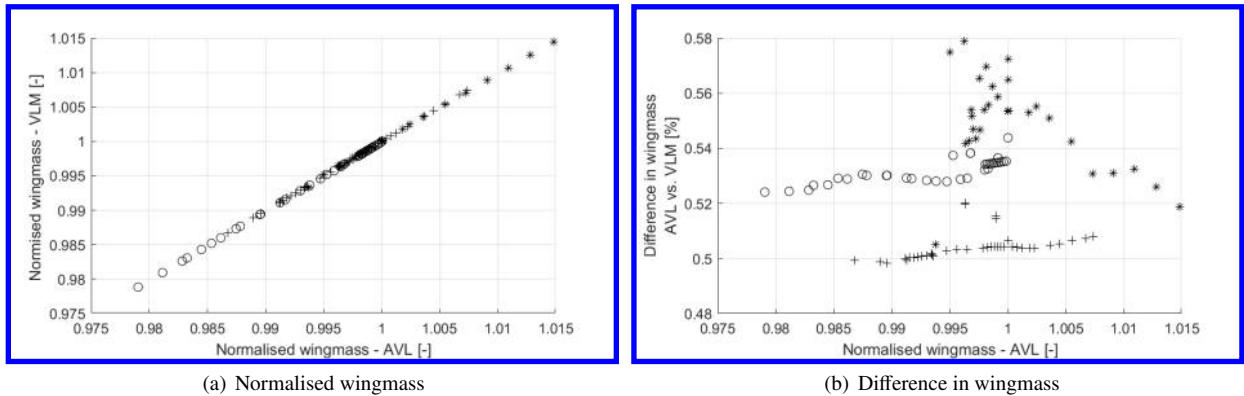 1.015
1.01
1.005
1
0.995
0.99
0.985
0.98
0.975
0.975 0.98 0.985 0.99 0.995 1 1.005 1.01 1.015
Normalised wingmass - AVL [-]
Normised wingmass - VLM [-]
(a) Normalised wingmass
0.58
0.56
0.54
0.52
0.5
0.48
0.975 0.98 0.985 0.99 0.995 1 1.005 1.01 1.015
Normalised wingmass - AVL [-]
Difference in wingmass
AVL vs. VLM [%]
(b) Difference in wingmass